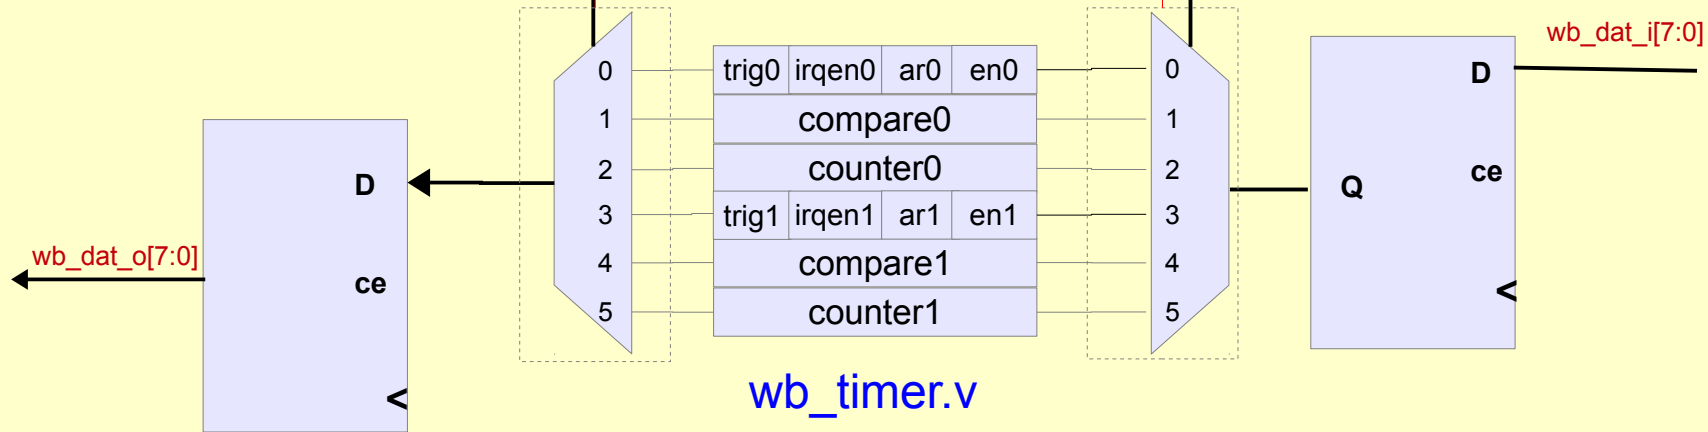 wb_dat_i[7:0]
0 trig0 irqen0 ar0 en0 0 D
1 compare0 1
2 counter0 2 ce
D Q
3 trig1 irqen1 ar1 en1 3
wb_dat_o[7:0]
4 compare1 4
ce <
5 counter1 5
wb_timer.v
<